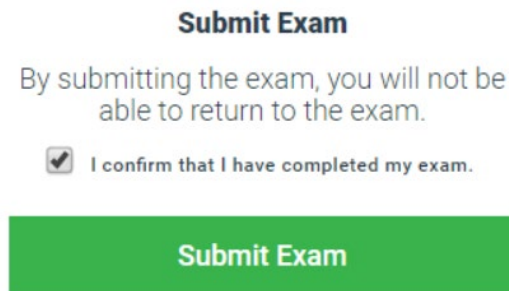 Submit Exam
By submitting the exam, you will not be
able to return to the exam.
I confirm that I have completed my exam.
Submit Exam